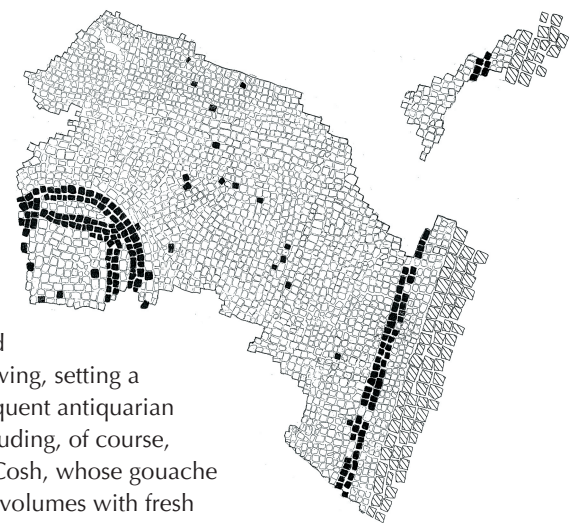 d
ving, setting a
quent antiquarian
uding, of course,
Cosh, whose gouache
volumes with fresh